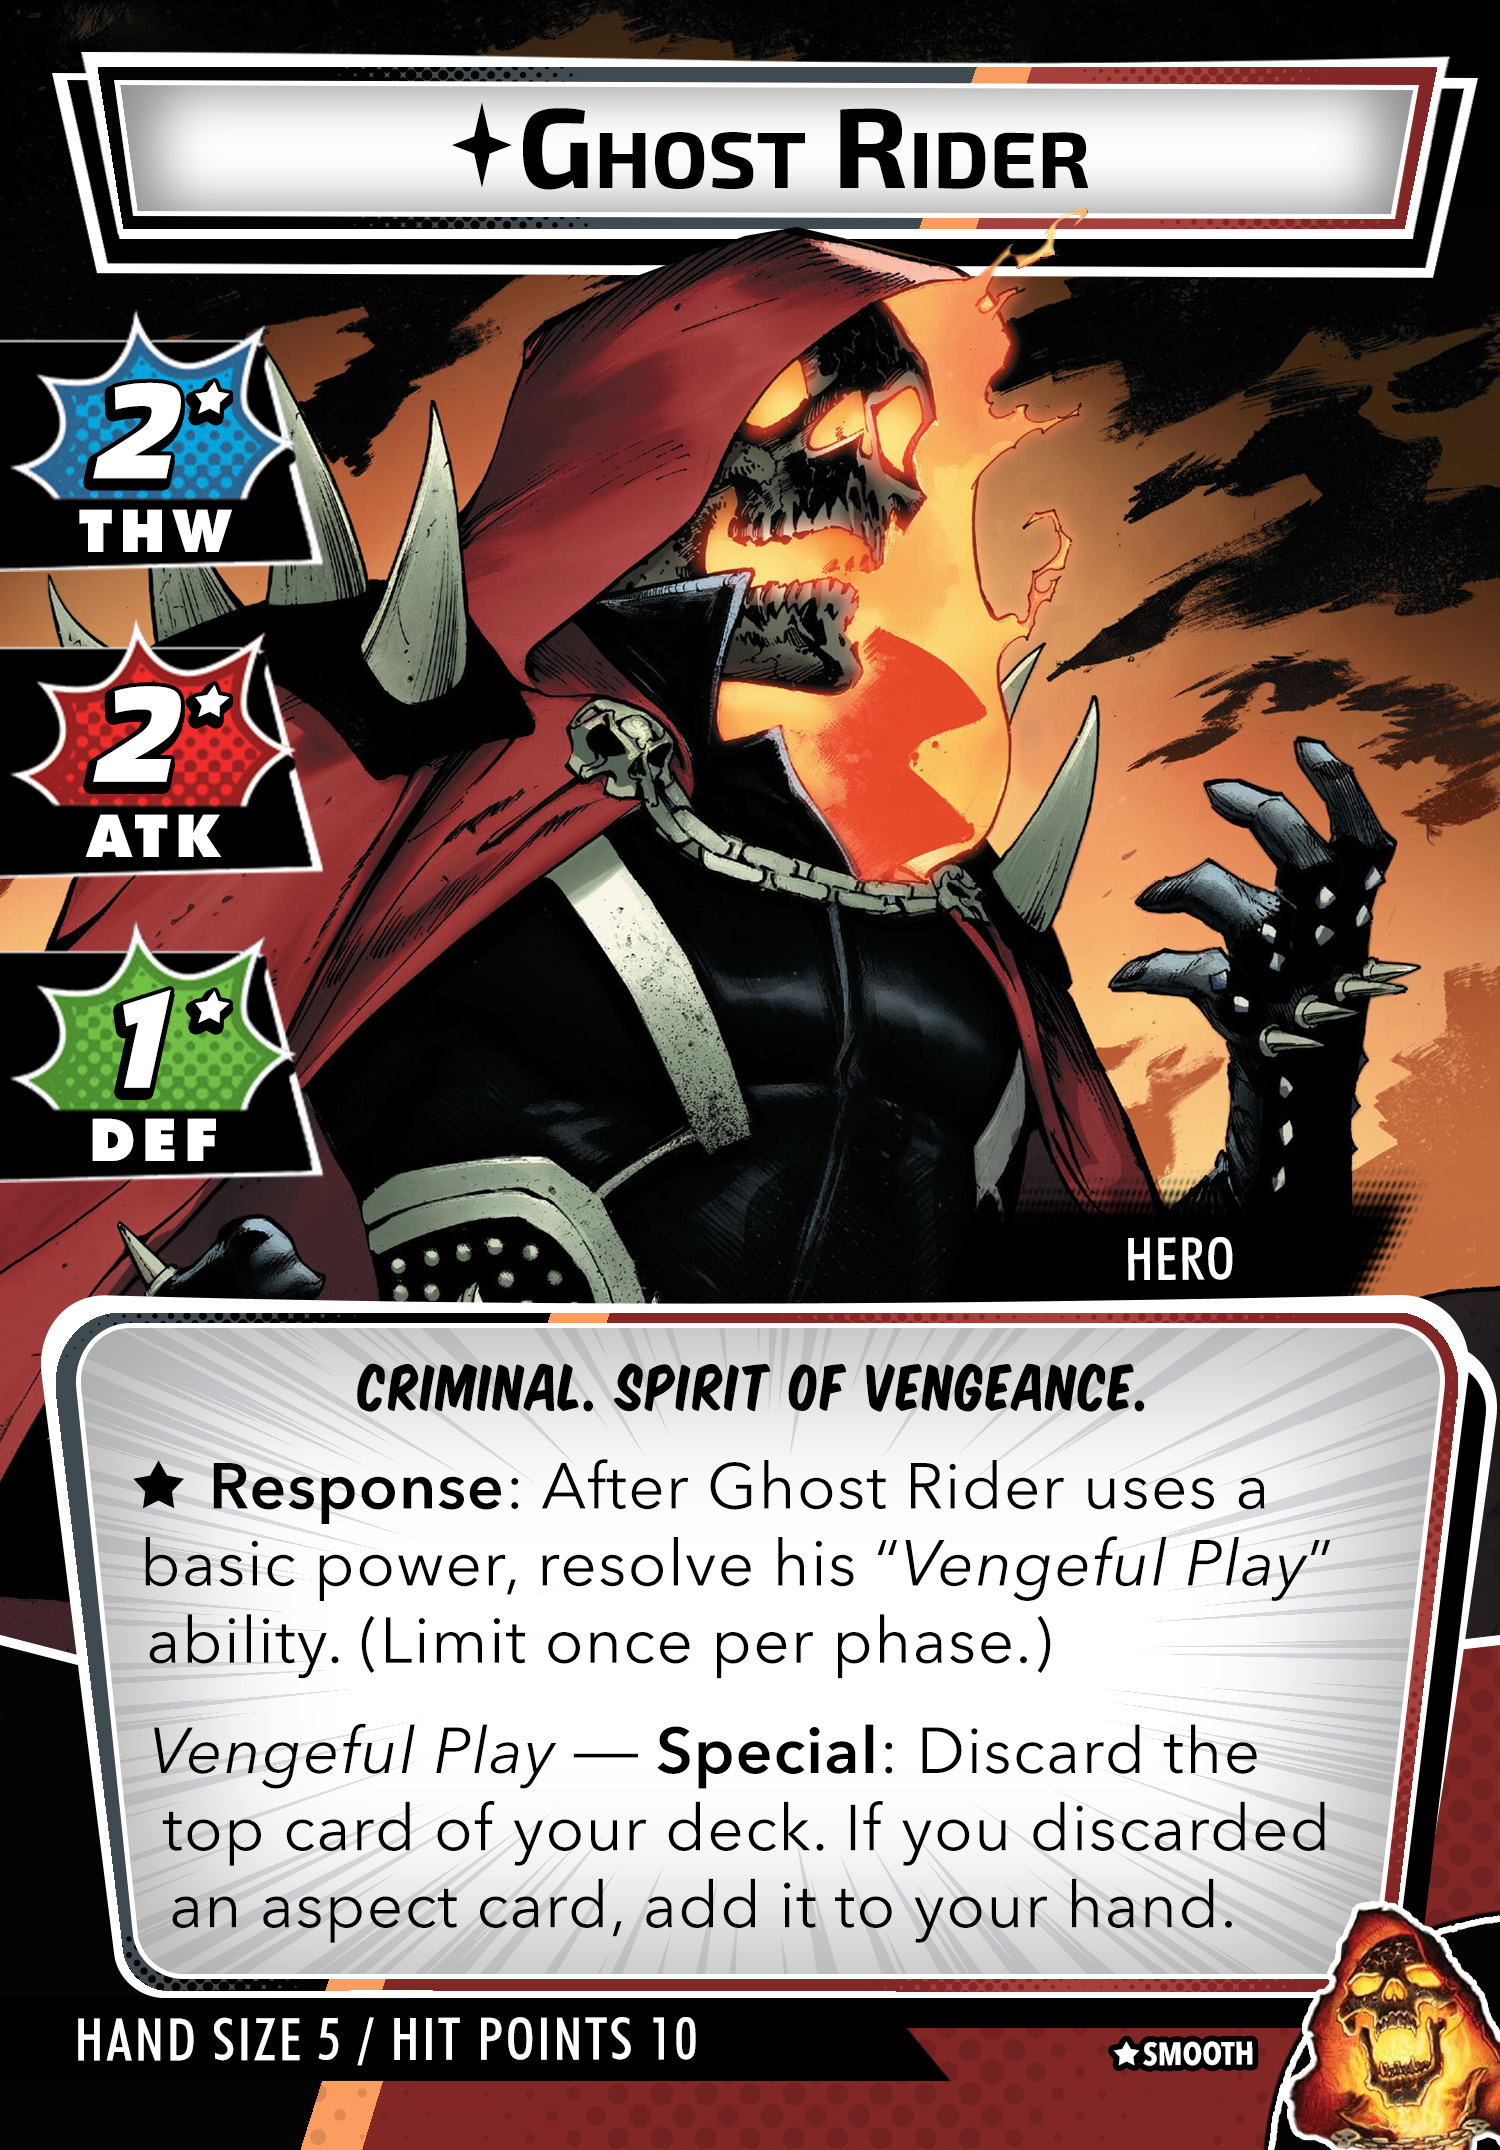 ✦Ghost Rider
2★
THW
2★
ATK
1★
DEF
HERO
CRIMINAL. SPIRIT OF VENGEANCE.
★ Response: After Ghost Rider uses a
basic power, resolve his “Vengeful Play”
ability. (Limit once per phase.)
Vengeful Play — Special: Discard the
top card of your deck. If you discarded
an aspect card, add it to your hand.
HAND SIZE 5 / HIT POINTS 10
★SMOOTH